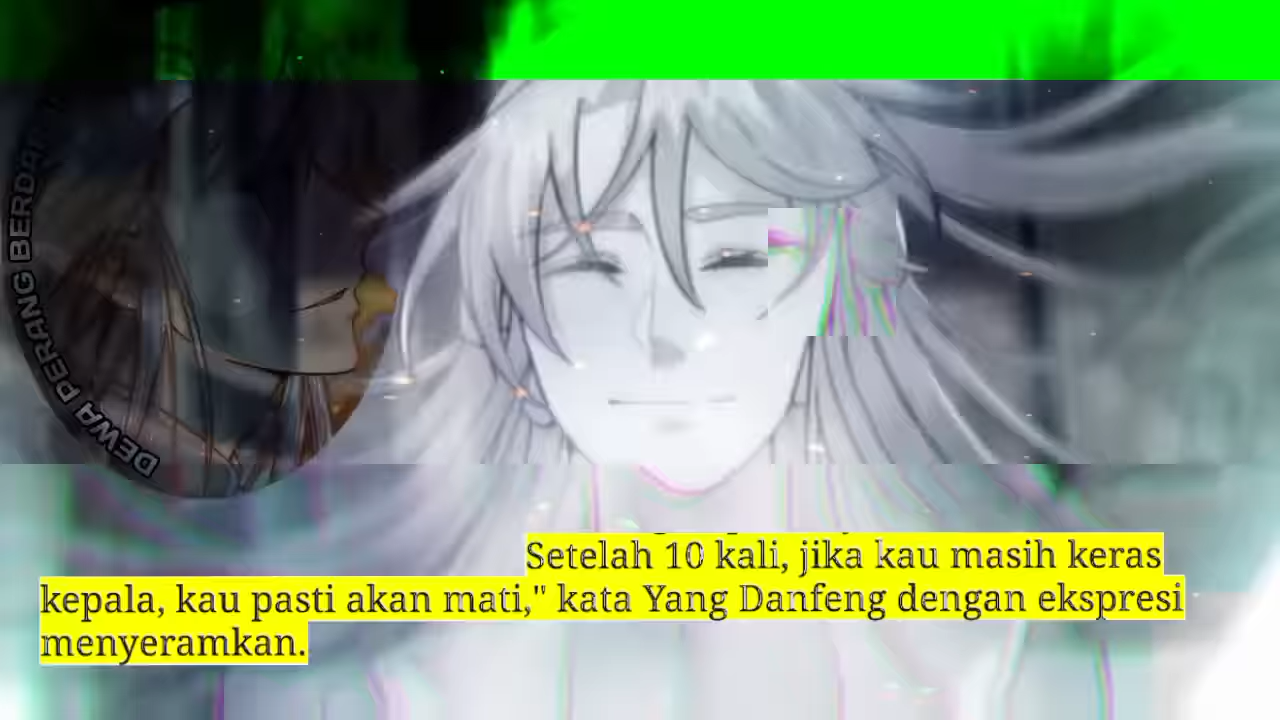 DEWA PERANG
Setelah 10 kali, jika kau masih keras
kepala, kau pasti akan mati," kata Yang Danfeng dengan ekspresi
menyeramkan.